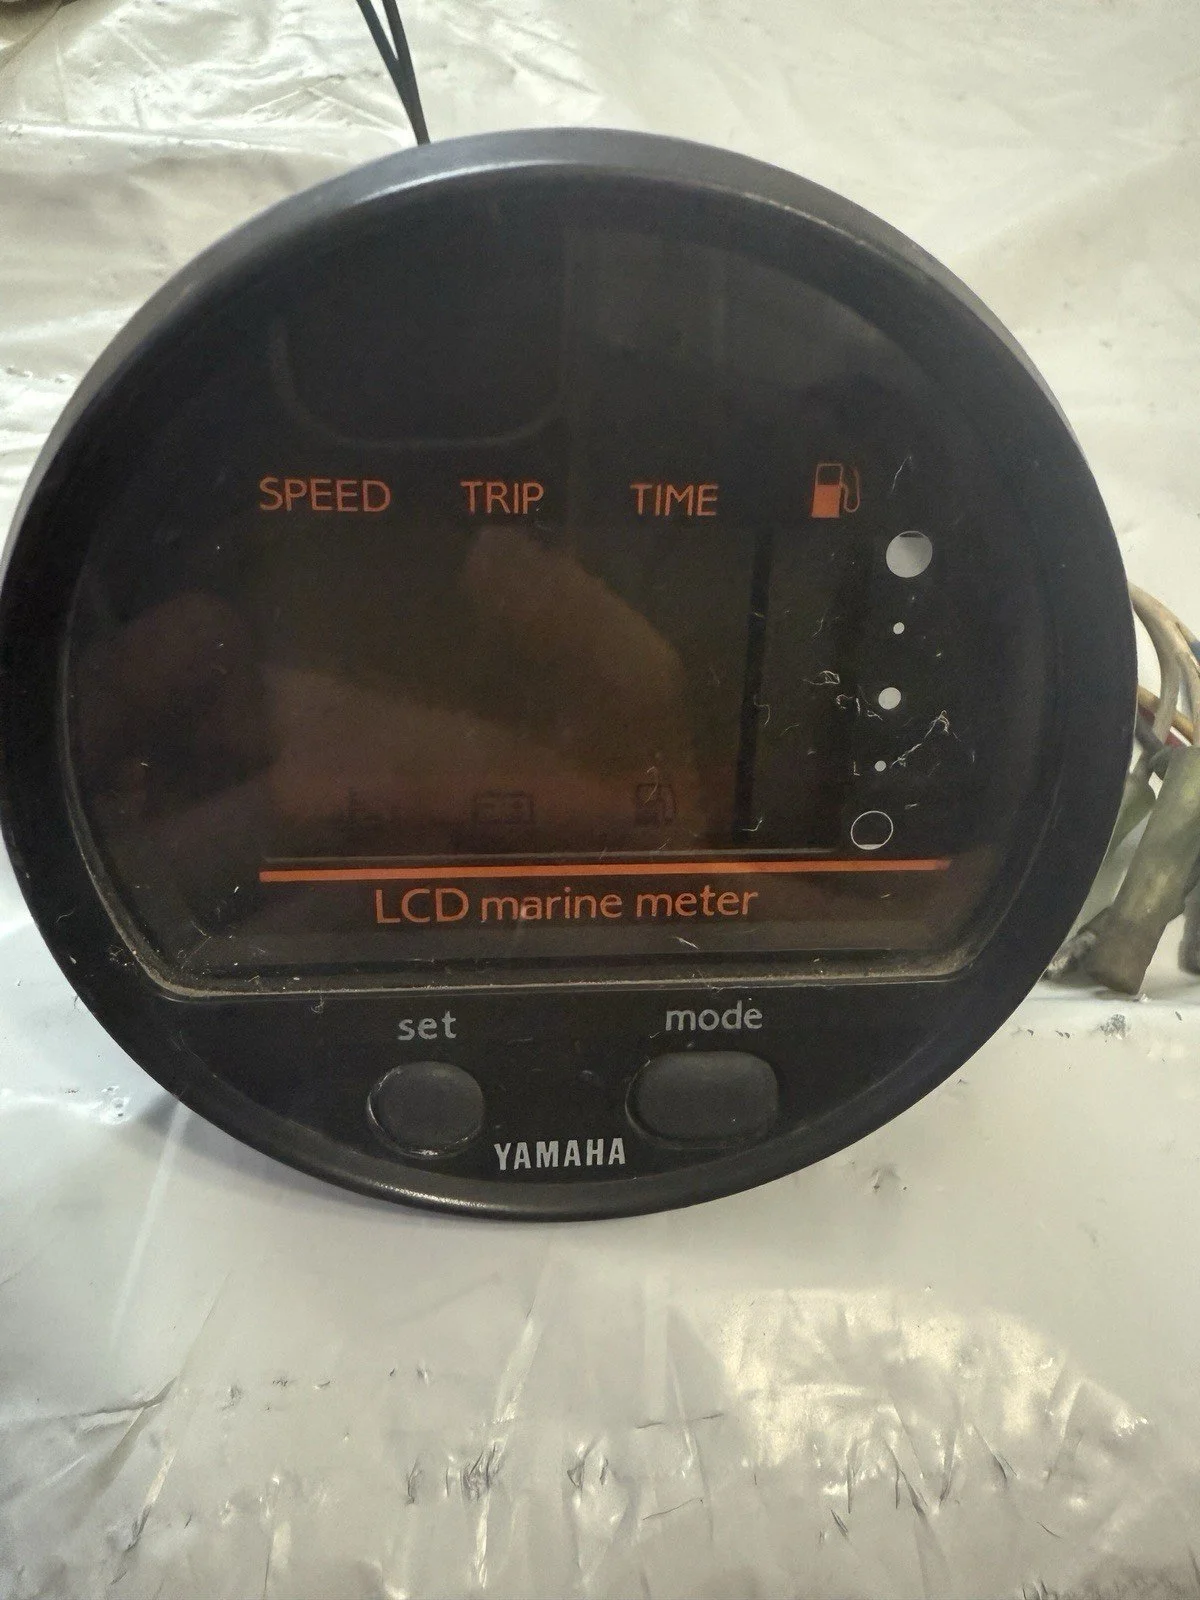 SPEED TRIP TIME
LCD marine meter
set mode
YAMAHA